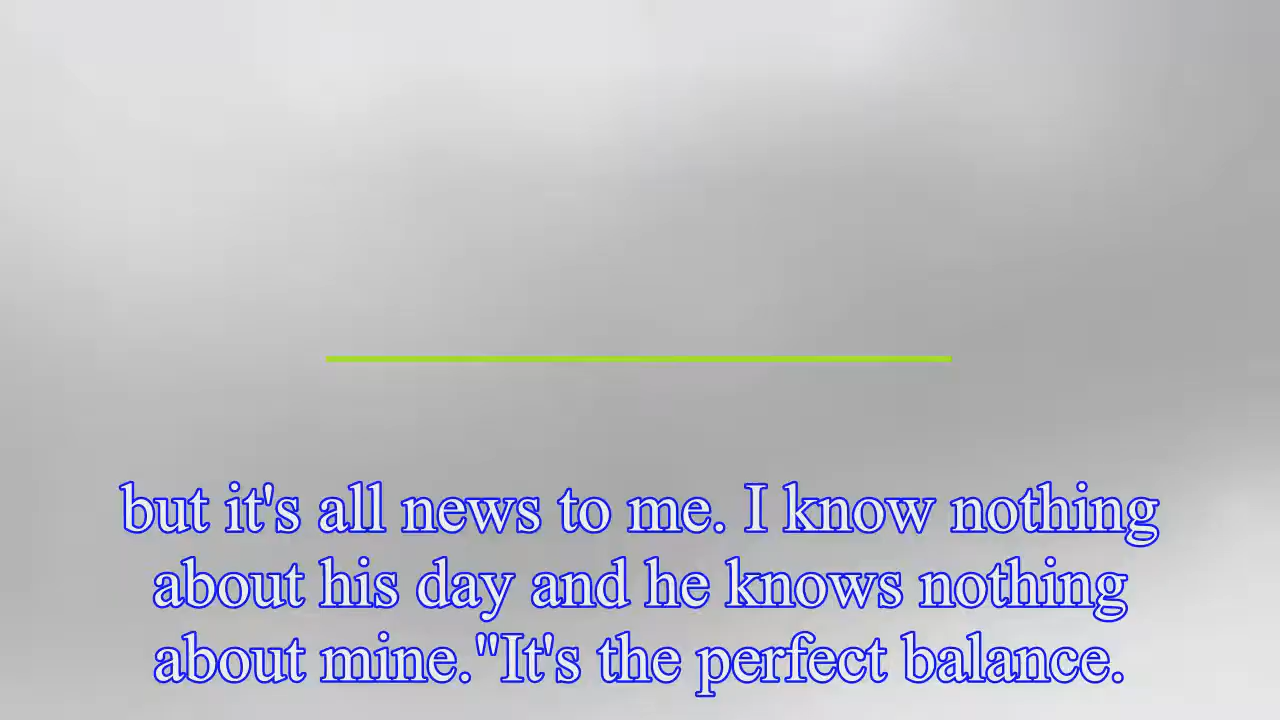 but it's all news to me. I know nothing
about his day and he knows nothing
about mine."It's the perfect balance.